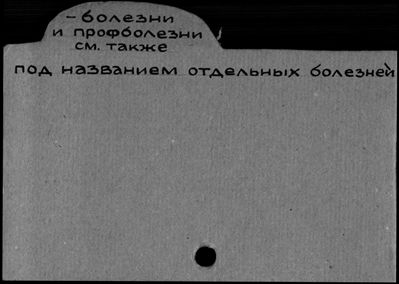 - болезни
и профболезни
см. также
под названием отдельных болезней